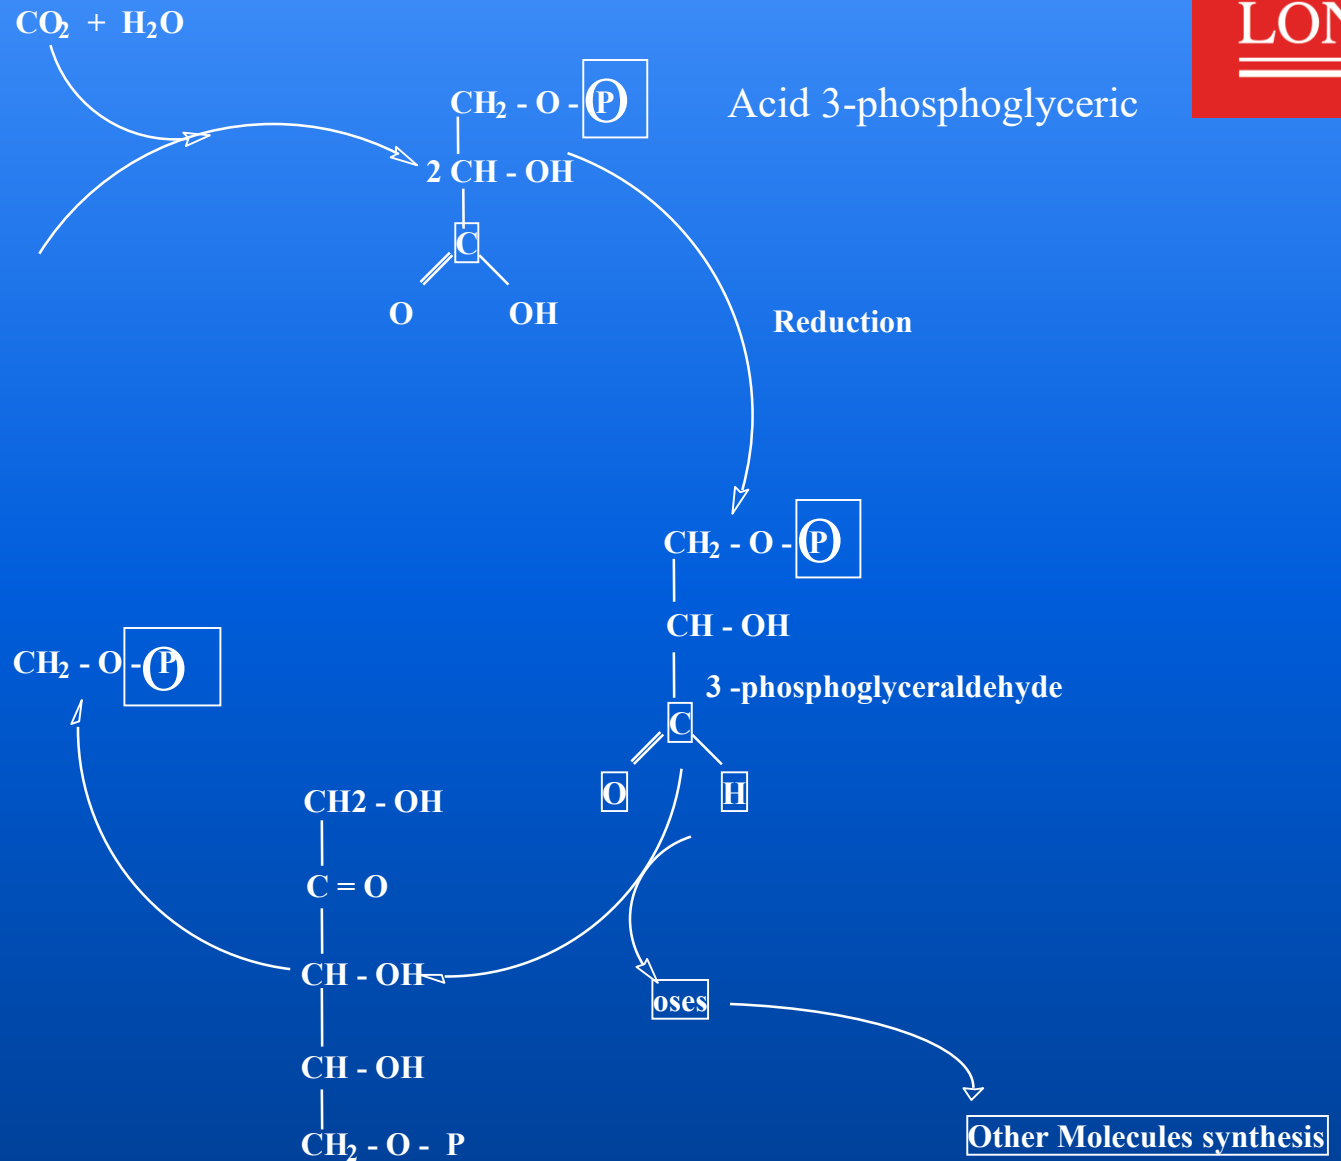 CO₂ + H₂O
LON
CH₂ - O - P
Acid 3-phosphoglyceric
2 CH - OH
C
O OH
Reduction
CH₂ - O - P
CH - OH
3 -phosphoglyceraldehyde
C
O H
CH₂ - O - P
CH2 - OH
C = O
CH - OH
oses
CH - OH
CH₂ - O - P
Other Molecules synthesis